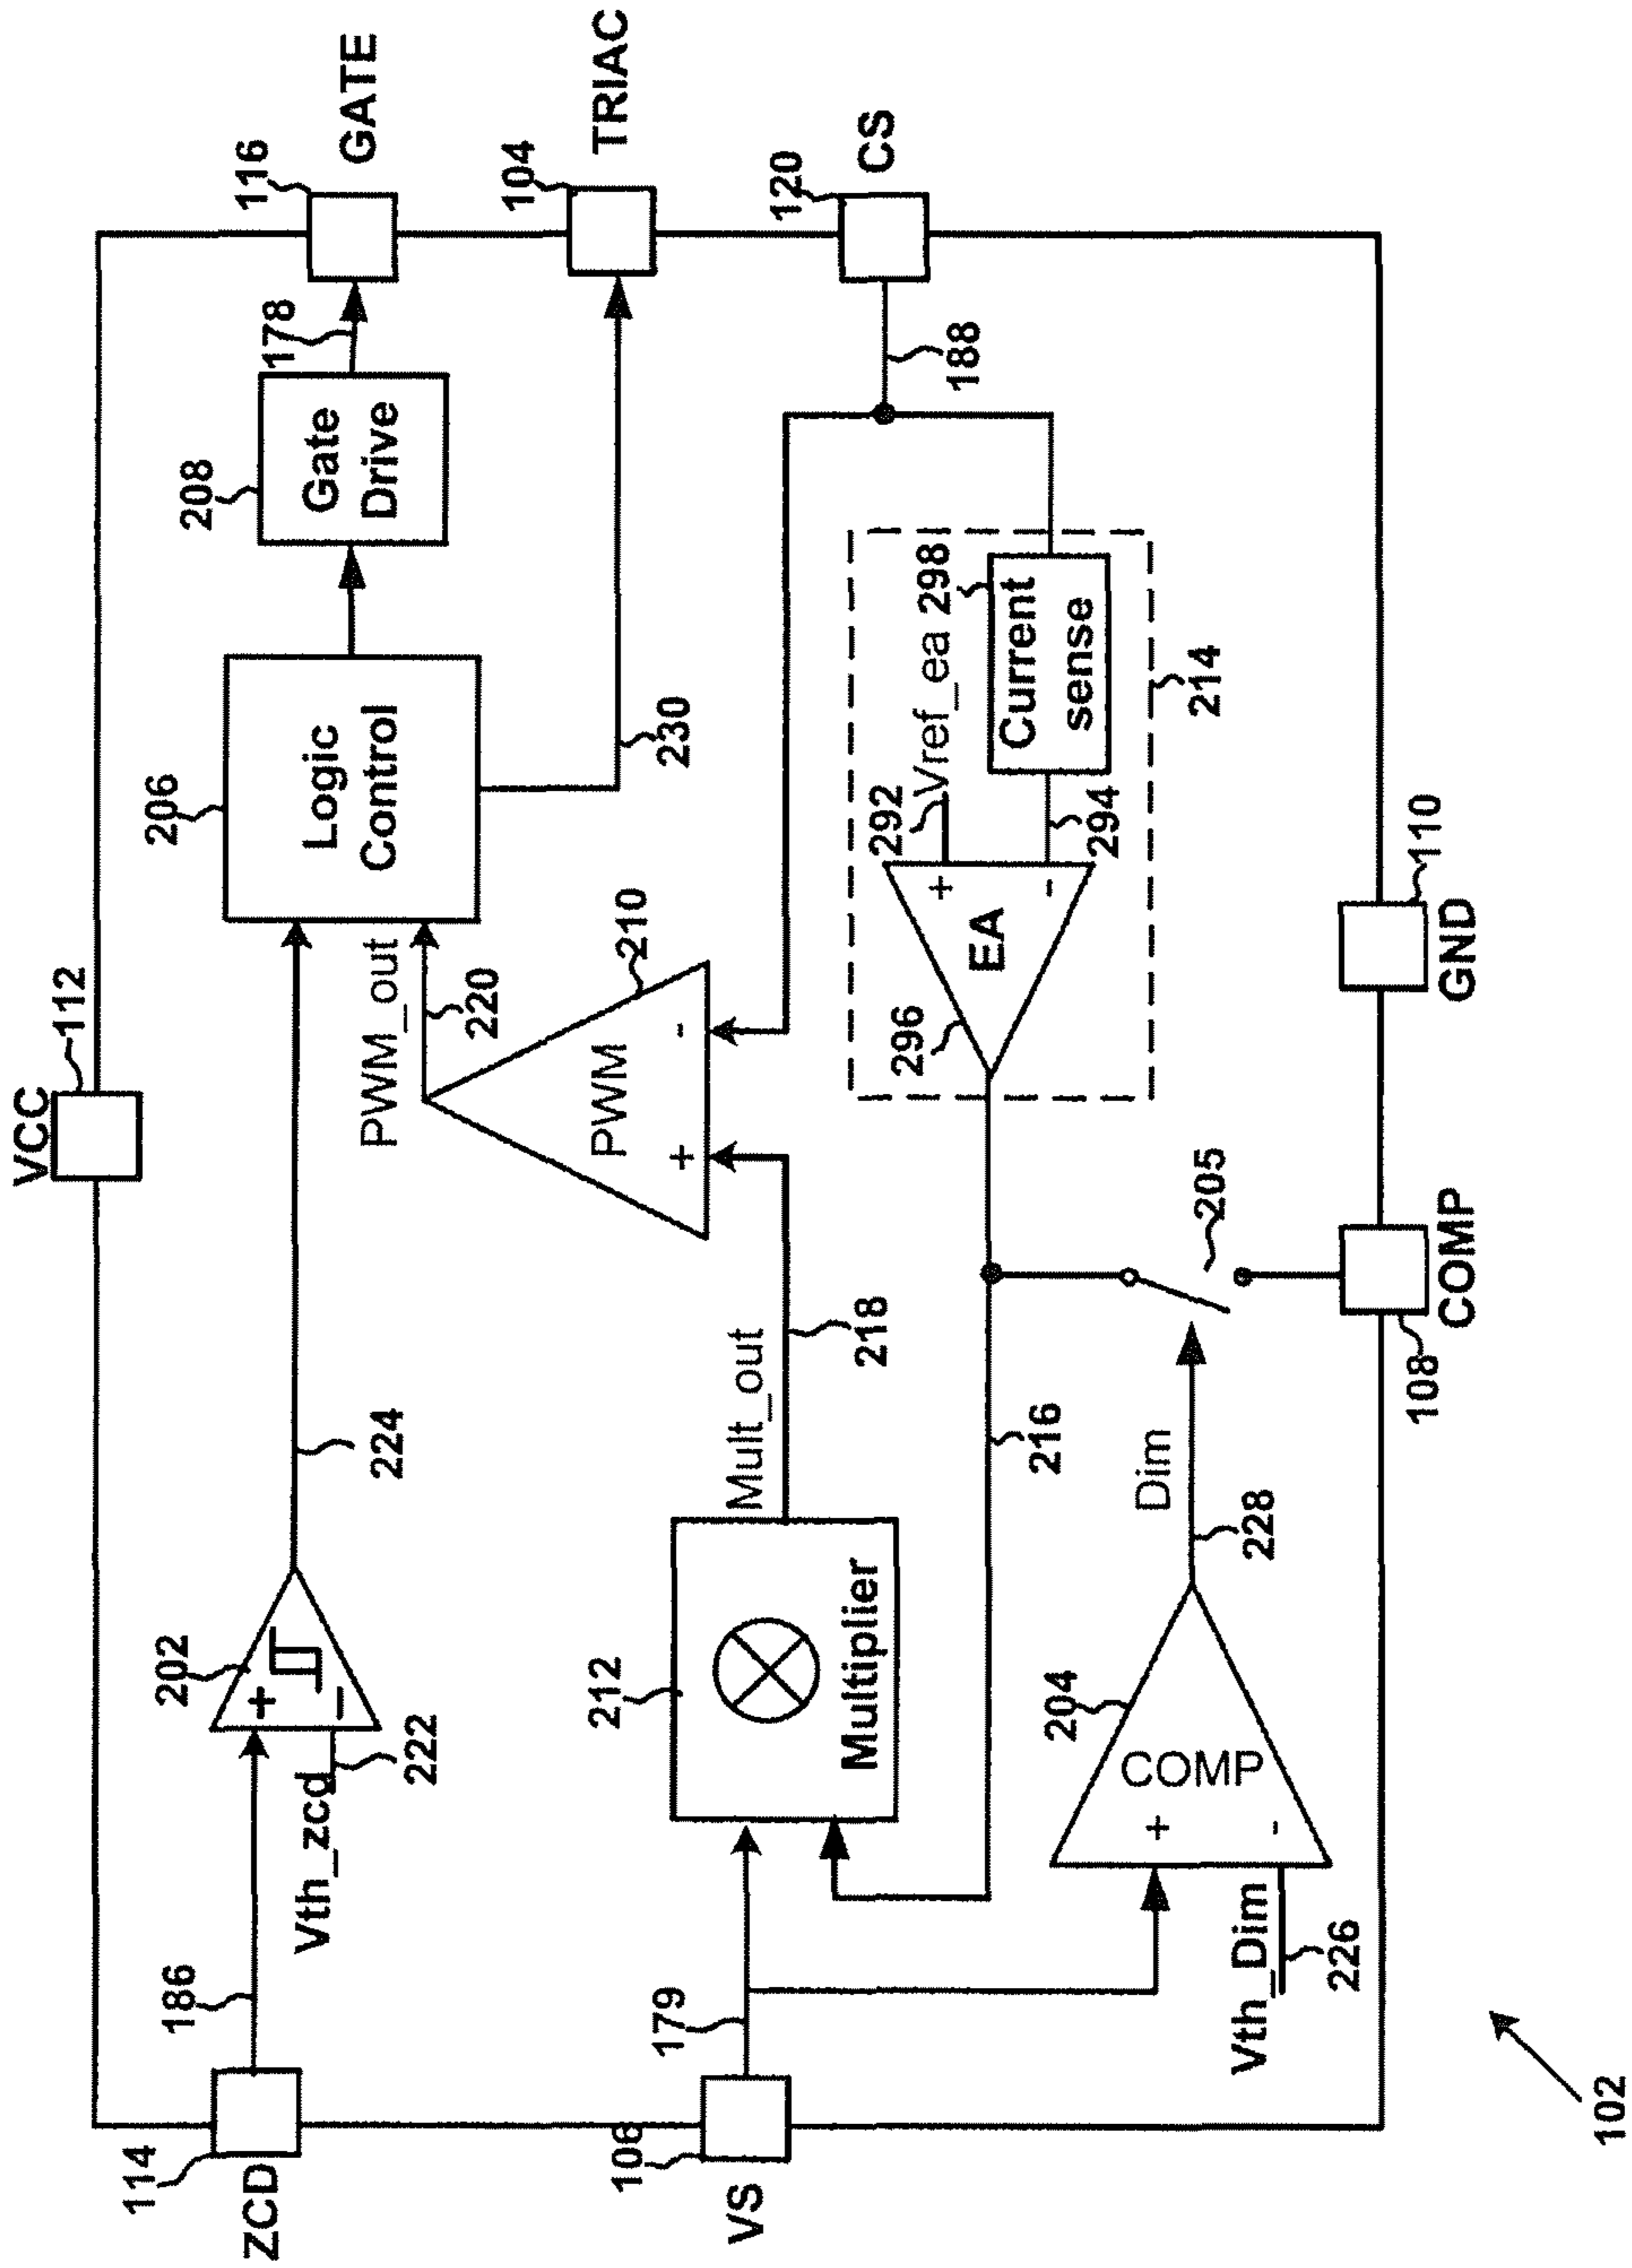 VCC
112
116
GATE
178
208
Gate
Drive
206
Logic
Control
104
TRIAC
230
PWM_out
220
210
PWM
+
-
120
CS
188
202
+
-
224
186
Vth_zcd
222
114
ZCD
Mult_out
218
212
Multiplier
179
106
VS
292
Vref_ea
298
Current
sense
294
214
EA
+
-
296
216
205
Dim
228
204
COMP
+
-
Vth_Dim
226
108
COMP
110
GND
102